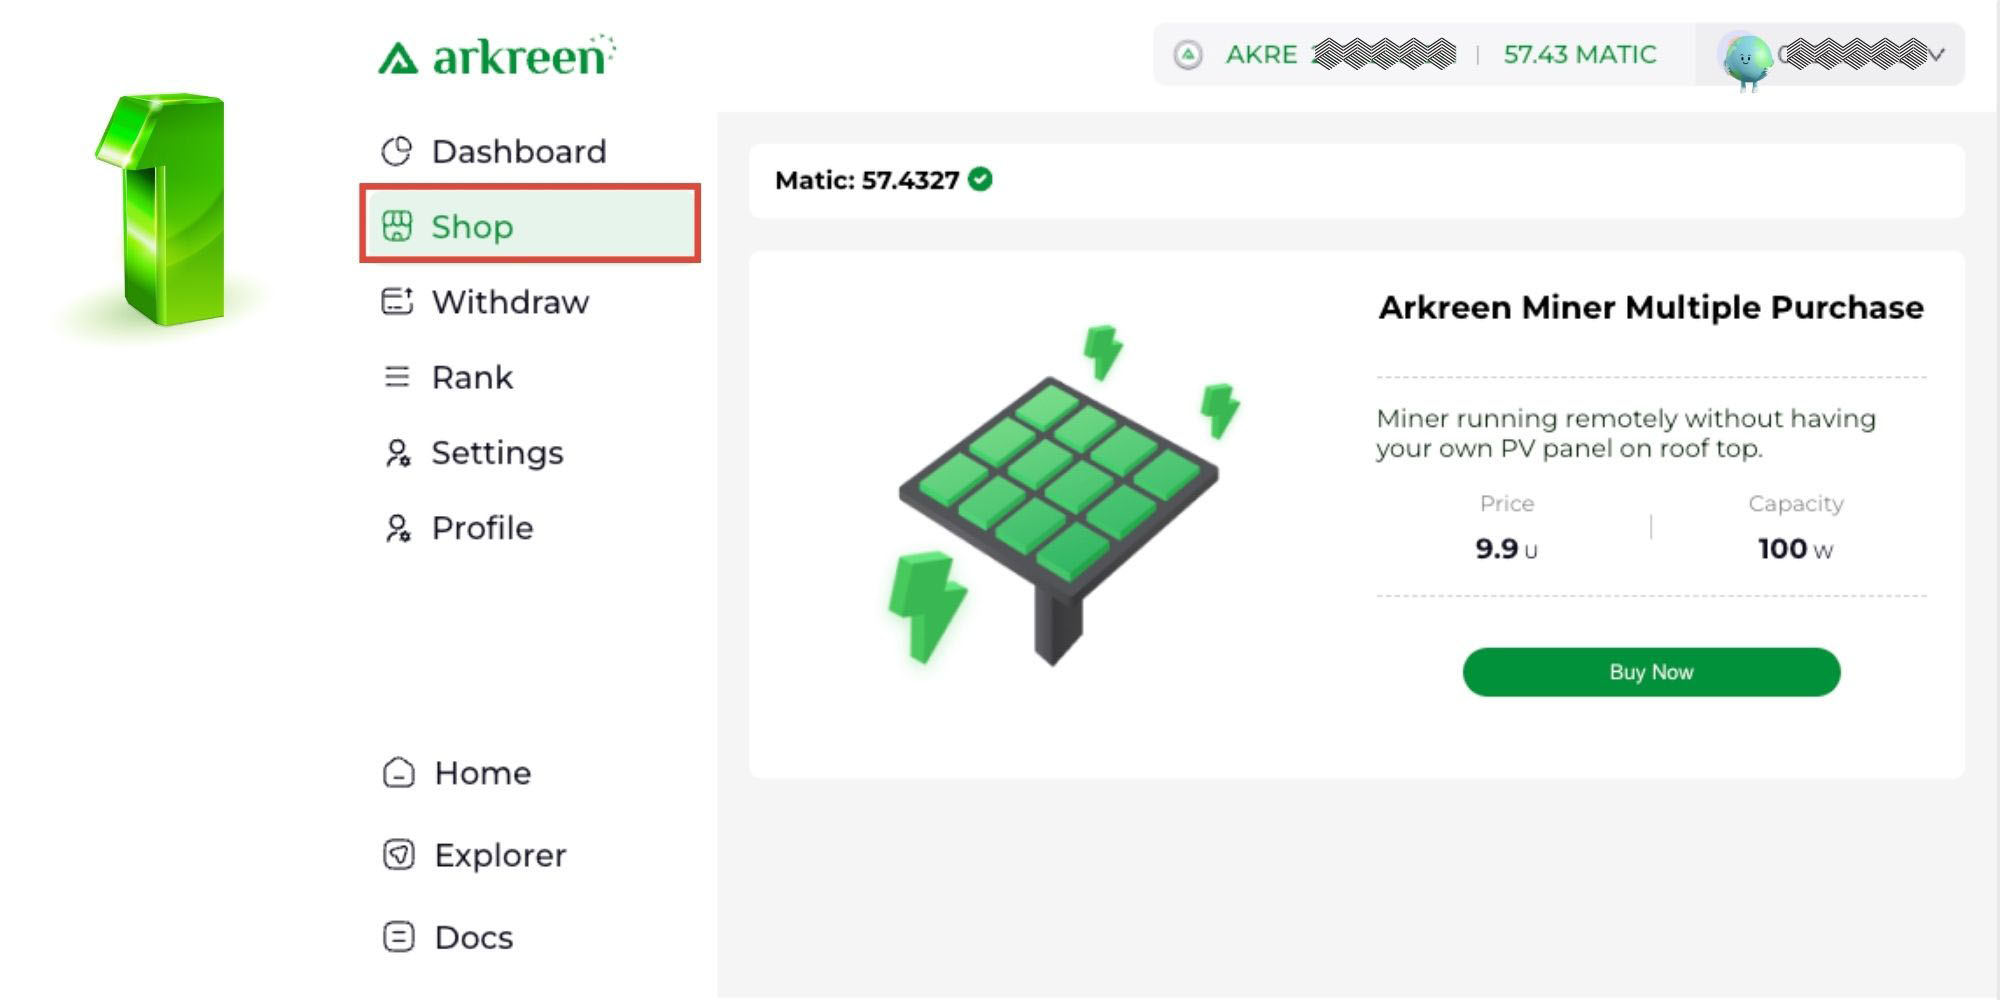 1
arkreen
AKRE
57.43 MATIC
Dashboard
Shop
Withdraw
Rank
Settings
Profile
Home
Explorer
Docs
Matic: 57.4327
Arkreen Miner Multiple Purchase
Miner running remotely without having
your own PV panel on roof top.
Price
9.9 U
Capacity
100 W
Buy Now